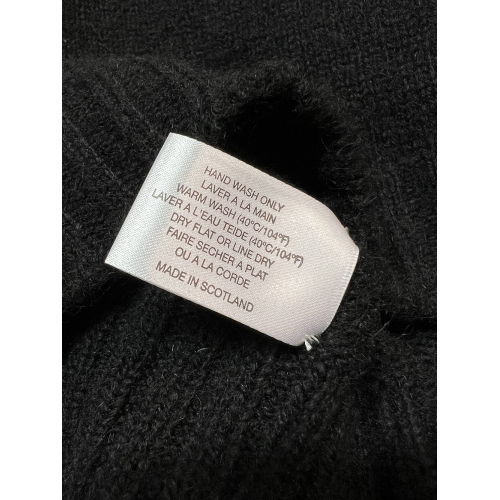 HAND WASH ONLY
LAVER A LA MAIN
WARM WASH (40°C/104°F)
LAVER A L'EAU TEIDE (40°C/104°F)
DRY FLAT OR LINE DRY
FAIRE SECHER A PLAT
OU A LA CORDE
MADE IN SCOTLAND